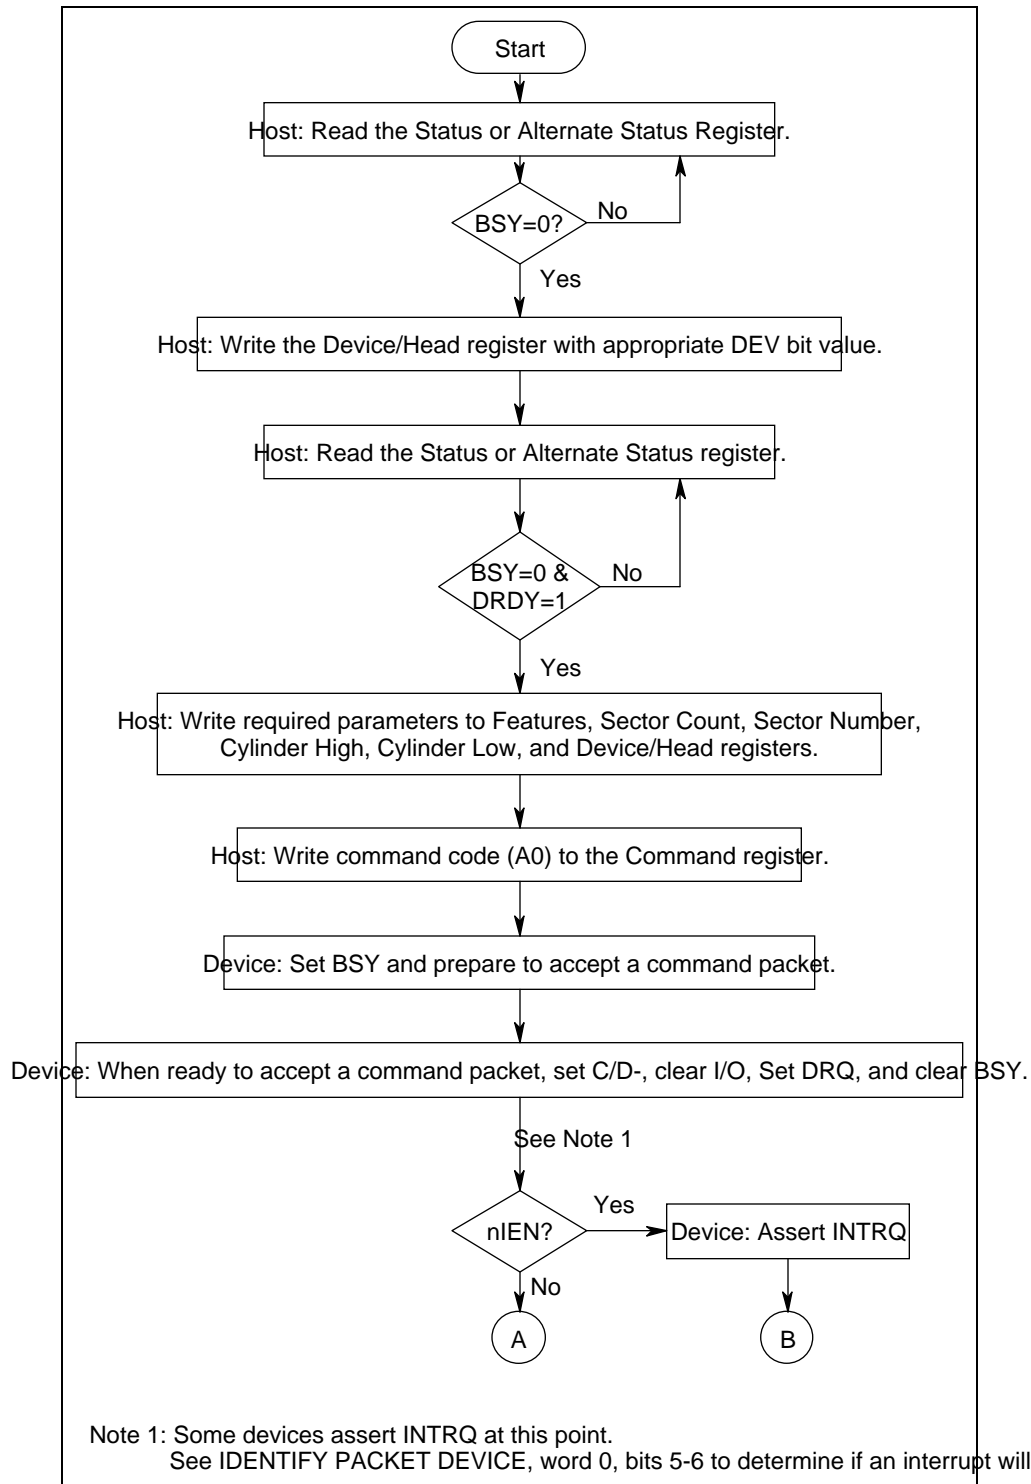 Start
Host: Read the Status or Alternate Status Register.
BSY=0?
No
Yes
Host: Write the Device/Head register with appropriate DEV bit value.
Host: Read the Status or Alternate Status register.
BSY=0 &
DRDY=1
No
Yes
Host: Write required parameters to Features, Sector Count, Sector Number,
Cylinder High, Cylinder Low, and Device/Head registers.
Host: Write command code (A0) to the Command register.
Device: Set BSY and prepare to accept a command packet.
Device: When ready to accept a command packet, set C/D-, clear I/O, Set DRQ, and clear BSY.
See Note 1
nIEN?
Yes
Device: Assert INTRQ
No
A
B
Note 1: Some devices assert INTRQ at this point.
See IDENTIFY PACKET DEVICE, word 0, bits 5-6 to determine if an interrupt will